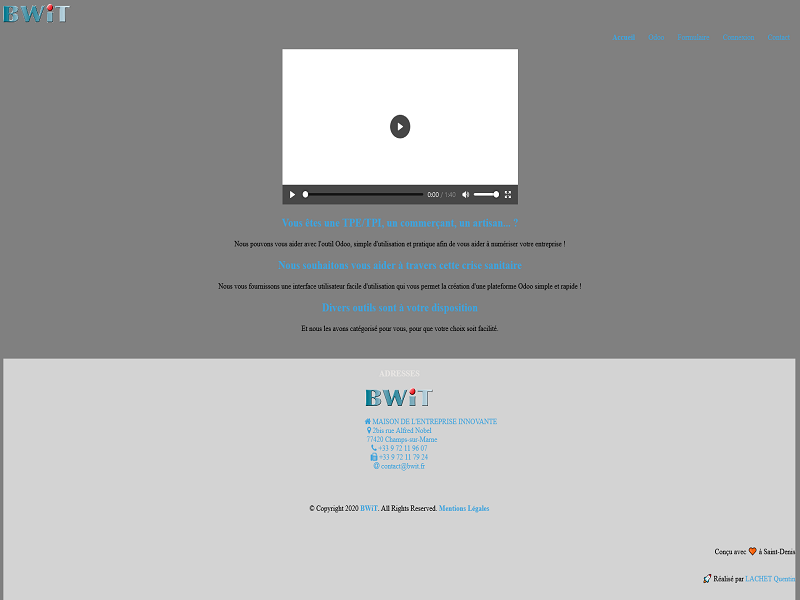 BWiT
Accueil Odoo Formulaire Connexion Contact
0:00 / 1:40
Vous êtes une TPE/TPI, un commerçant, un artisan... ?
Nous pouvons vous aider avec l'outil Odoo, simple d'utilisation et pratique afin de vous aider à numériser votre entreprise !
Nous souhaitons vous aider à travers cette crise sanitaire
Nous vous fournissons une interface utilisateur facile d'utilisation qui vous permet la création d'une plateforme Odoo simple et rapide !
Divers outils sont à votre disposition
Et nous les avons catégorisé pour vous, pour que votre choix soit facilité.
ADRESSES
BWiT
MAISON DE L'ENTREPRISE INNOVANTE
2bis rue Alfred Nobel
77420 Champs-sur-Marne
+33 9 72 11 96 07
+33 9 72 11 79 24
@ contact@bwit.fr
© Copyright 2020 BWiT. All Rights Reserved. Mentions Légales
Conçu avec 🧡 à Saint-Denis
Réalisé par LACHET Quentin